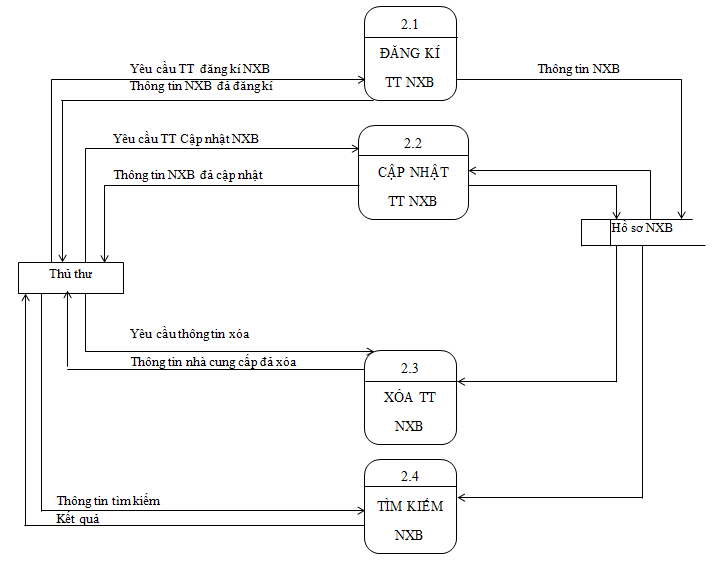 2.1
ĐĂNG KÍ
TT NXB
Yêu cầu TT đăng kí NXB
Thông tin NXB đã đăng kí
Thông tin NXB
2.2
CẬP NHẬT
TT NXB
Yêu cầu TT Cập nhật NXB
Thông tin NXB đã cập nhật
Hồ sơ NXB
Thủ thư
Yêu cầu thông tin xóa
Thông tin nhà cung cấp đã xóa
2.3
XÓA TT
NXB
2.4
TÌM KIẾM
NXB
Thông tin tìm kiếm
Kết quả